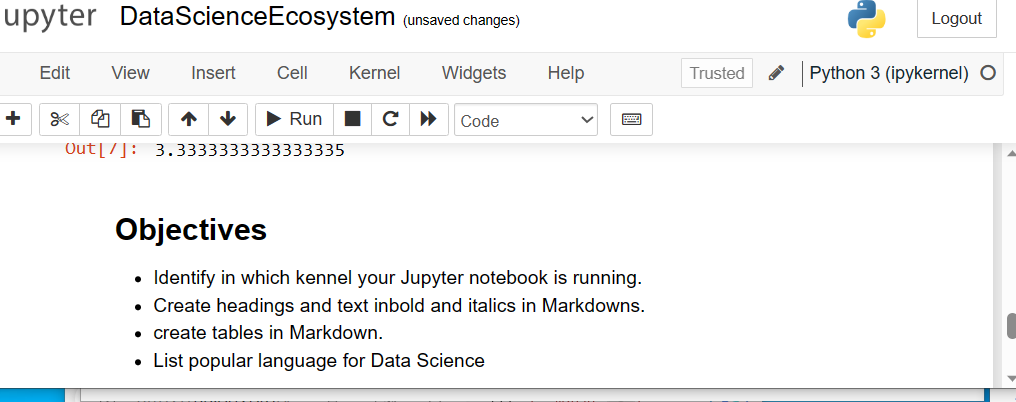 upyter DataScienceEcosystem (unsaved changes) Logout
Edit View Insert Cell Kernel Widgets Help Trusted Python 3 (ipykernel)
Run Code
Out[7]: 3.3333333333333335
Objectives
Identify in which kennel your Jupyter notebook is running.
Create headings and text inbold and italics in Markdowns.
create tables in Markdown.
List popular language for Data Science